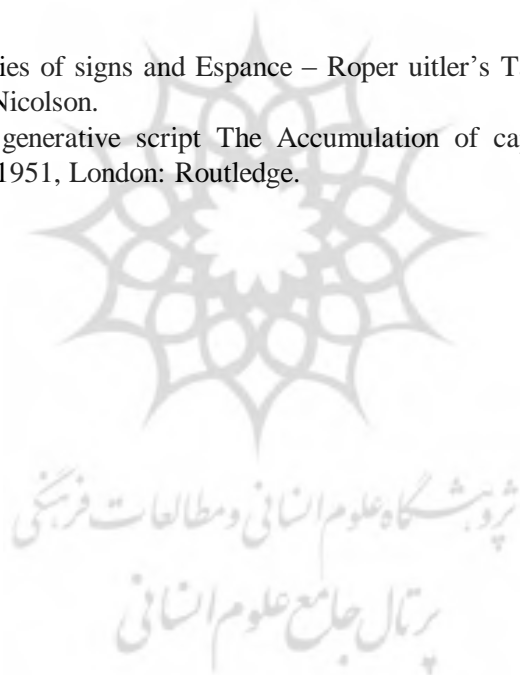 ies of signs and Espance – Roper uitler's T
Nicolson.
generative script The Accumulation of ca
1951, London: Routledge.
پژوهشگاه علوم انسانی و مطالعات فرهنگی
پرتال جامع علوم انسانی